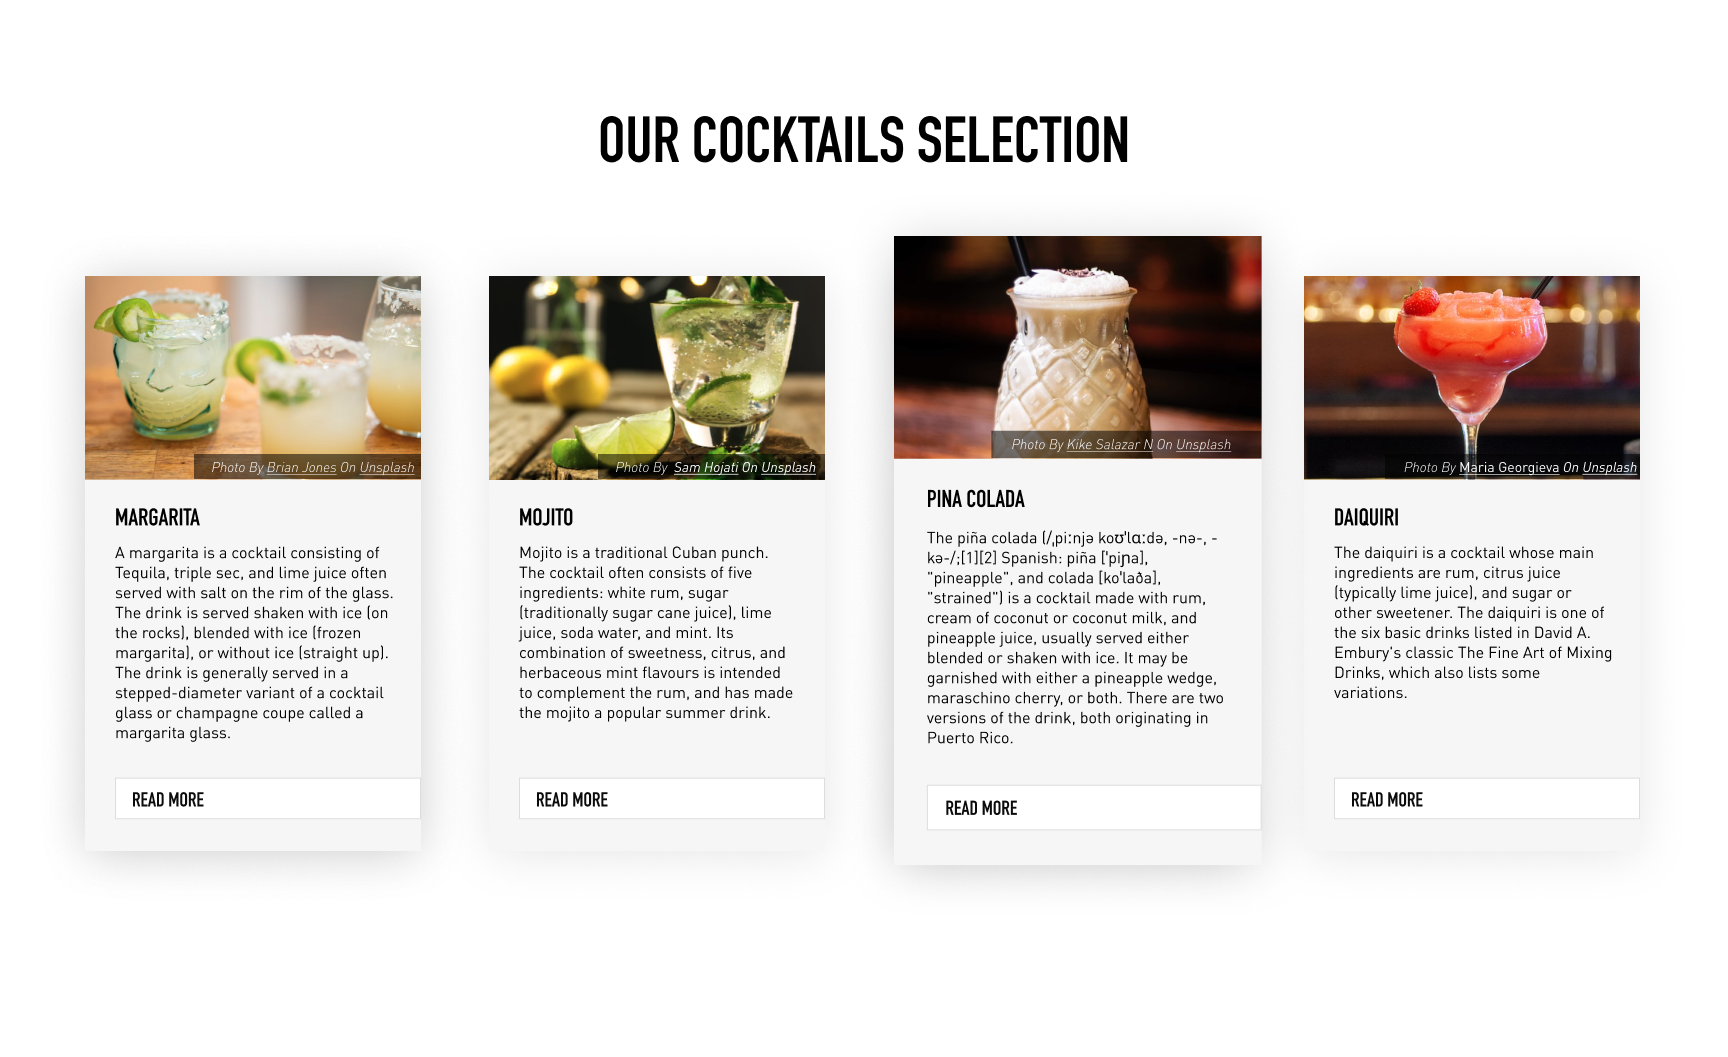 OUR COCKTAILS SELECTION
Photo By Brian Jones On Unsplash
MARGARITA
A margarita is a cocktail consisting of
Tequila, triple sec, and lime juice often
served with salt on the rim of the glass.
The drink is served shaken with ice (on
the rocks), blended with ice (frozen
margarita), or without ice (straight up).
The drink is generally served in a
stepped-diameter variant of a cocktail
glass or champagne coupe called a
margarita glass.
READ MORE
Photo By Sam Hojati On Unsplash
MOJITO
Mojito is a traditional Cuban punch.
The cocktail often consists of five
ingredients: white rum, sugar
(traditionally sugar cane juice), lime
juice, soda water, and mint. Its
combination of sweetness, citrus, and
herbaceous mint flavours is intended
to complement the rum, and has made
the mojito a popular summer drink.
READ MORE
Photo By Kike Salazar N On Unsplash
PINA COLADA
The piña colada (/ˌpiːnjə koʊˈlɑːdə, -nə-, -
kə-/;[1][2] Spanish: piña [ˈpiɲa],
"pineapple", and colada [koˈlaða],
"strained") is a cocktail made with rum,
cream of coconut or coconut milk, and
pineapple juice, usually served either
blended or shaken with ice. It may be
garnished with either a pineapple wedge,
maraschino cherry, or both. There are two
versions of the drink, both originating in
Puerto Rico.
READ MORE
Photo By Maria Georgieva On Unsplash
DAIQUIRI
The daiquiri is a cocktail whose main
ingredients are rum, citrus juice
(typically lime juice), and sugar or
other sweetener. The daiquiri is one of
the six basic drinks listed in David A.
Embury's classic The Fine Art of Mixing
Drinks, which also lists some
variations.
READ MORE